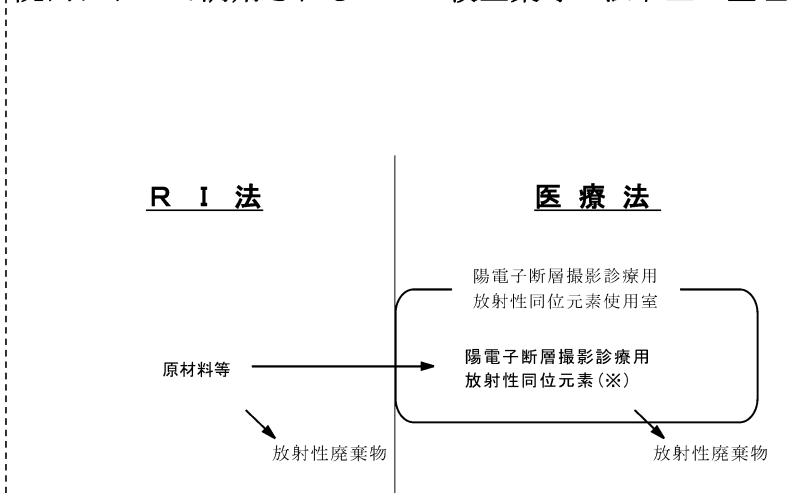 ＲＩ法
医療法
陽電子断層撮影診療用
放射性同位元素使用室
原材料等
陽電子断層撮影診療用
放射性同位元素(※)
放射性廃棄物
放射性廃棄物